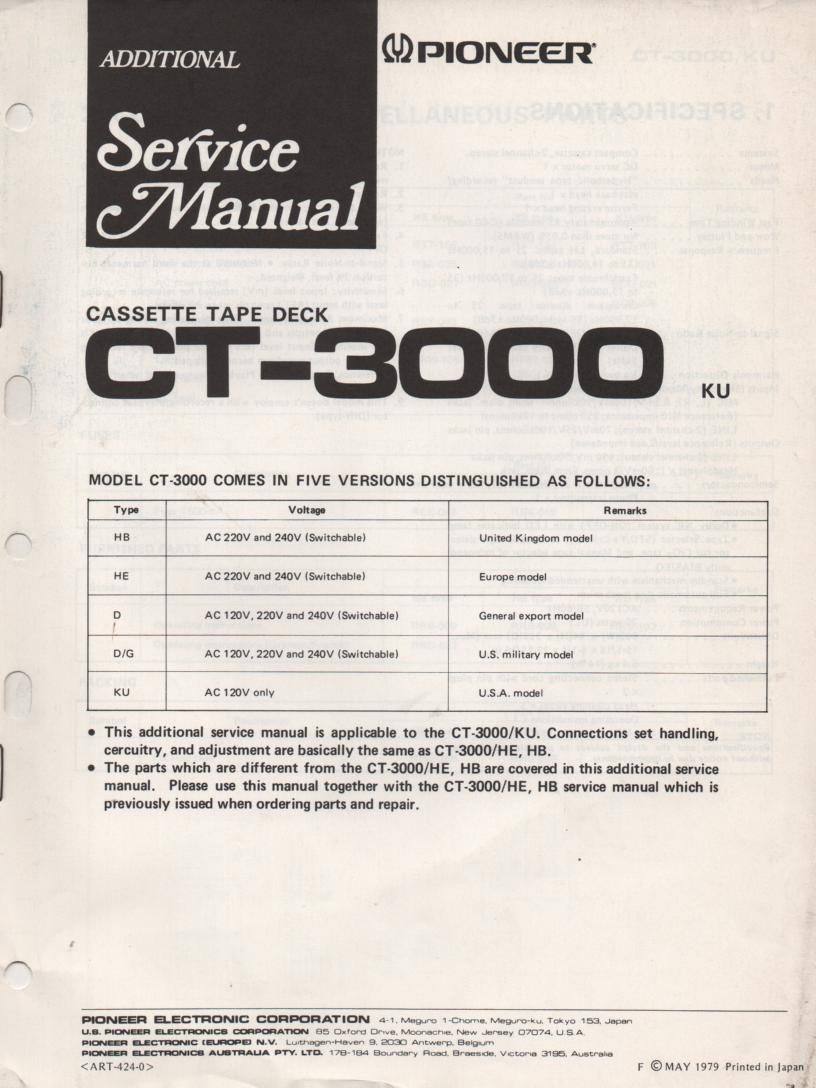 ADDITIONAL
Service
Manual
PIONEER
CASSETTE TAPE DECK
CT-3000 KU
MODEL CT-3000 COMES IN FIVE VERSIONS DISTINGUISHED AS FOLLOWS:
Type Voltage Remarks
HB AC 220V and 240V (Switchable) United Kingdom model
HE AC 220V and 240V (Switchable) Europe model
D AC 120V, 220V and 240V (Switchable) General export model
D/G AC 120V, 220V and 240V (Switchable) U.S. military model
KU AC 120V only U.S.A. model
● This additional service manual is applicable to the CT-3000/KU. Connections set handling,
cercuitry, and adjustment are basically the same as CT-3000/HE, HB.
● The parts which are different from the CT-3000/HE, HB are covered in this additional service
manual. Please use this manual together with the CT-3000/HE, HB service manual which is
previously issued when ordering parts and repair.
PIONEER ELECTRONIC CORPORATION 4-1, Meguro 1-Chome, Meguro-ku, Tokyo 153, Japan
U.S. PIONEER ELECTRONICS CORPORATION 85 Oxford Drive, Moonachie, New Jersey 07074, U.S.A.
PIONEER ELECTRONIC (EUROPE) N.V. Luithagen-Haven 9, 2030 Antwerp, Belgium
PIONEER ELECTRONICS AUSTRALIA PTY. LTD. 178-184 Boundary Road, Braeside, Victoria 3195, Australia
<ART-424-0> F ©MAY 1979 Printed in Japan